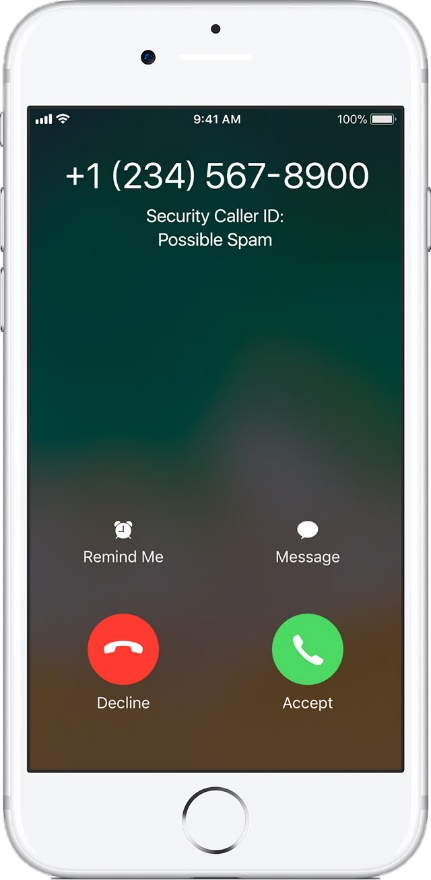 9:41 AM
100%
+1 (234) 567-8900
Security Caller ID:
Possible Spam
Remind Me
Message
Decline
Accept